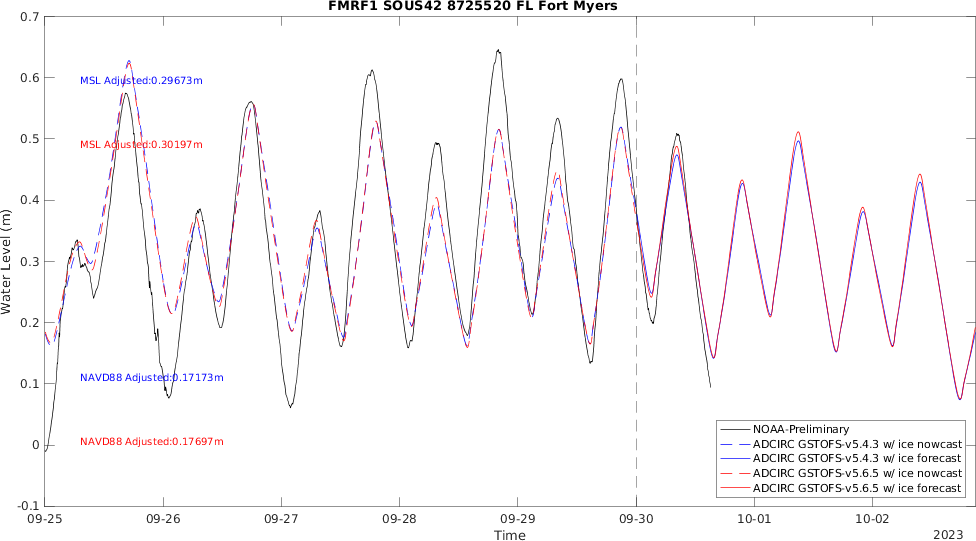 FMRF1 SOUS42 8725520 FL Fort Myers
0.7
0.6
0.5
0.4
0.3
0.2
0.1
0
-0.1
Water Level (m)
MSL Adjusted:0.29673m
MSL Adjusted:0.30197m
NAVD88 Adjusted:0.17173m
NAVD88 Adjusted:0.17697m
NOAA-Preliminary
ADCIRC GSTOFS-v5.4.3 w/ ice nowcast
ADCIRC GSTOFS-v5.4.3 w/ ice forecast
ADCIRC GSTOFS-v5.6.5 w/ ice nowcast
ADCIRC GSTOFS-v5.6.5 w/ ice forecast
09-25 09-26 09-27 09-28 09-29 09-30 10-01 10-02
Time
2023